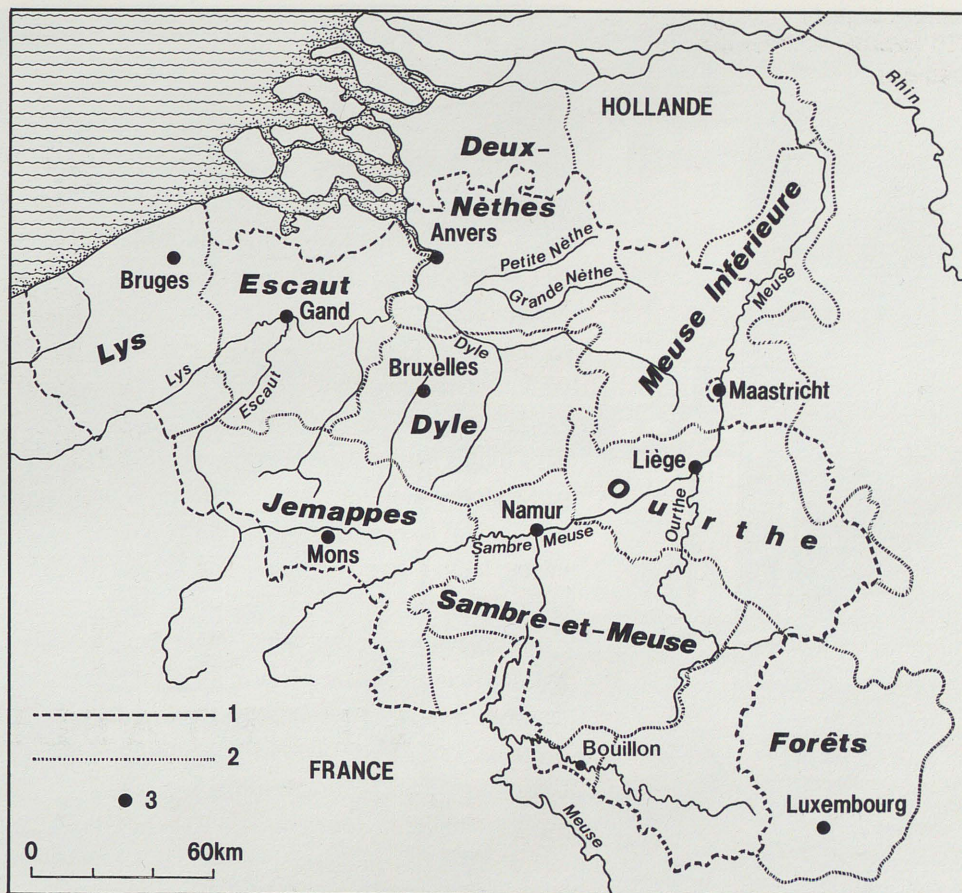 HOLLANDE
Rhin
Deux-
Nèthes
Anvers
Petite Nèthe
Grande Nèthe
Meuse Inférieure
Meuse
Bruges
Escaut
Gand
Lys
Lys
Escaut
Dyle
Bruxelles
Dyle
Maastricht
Liège
Ourthe
Ourthe
Jemappes
Mons
Namur
Sambre
Meuse
Sambre-et-Meuse
Forêts
Bouillon
Luxembourg
FRANCE
Meuse
1
2
3
0 60km